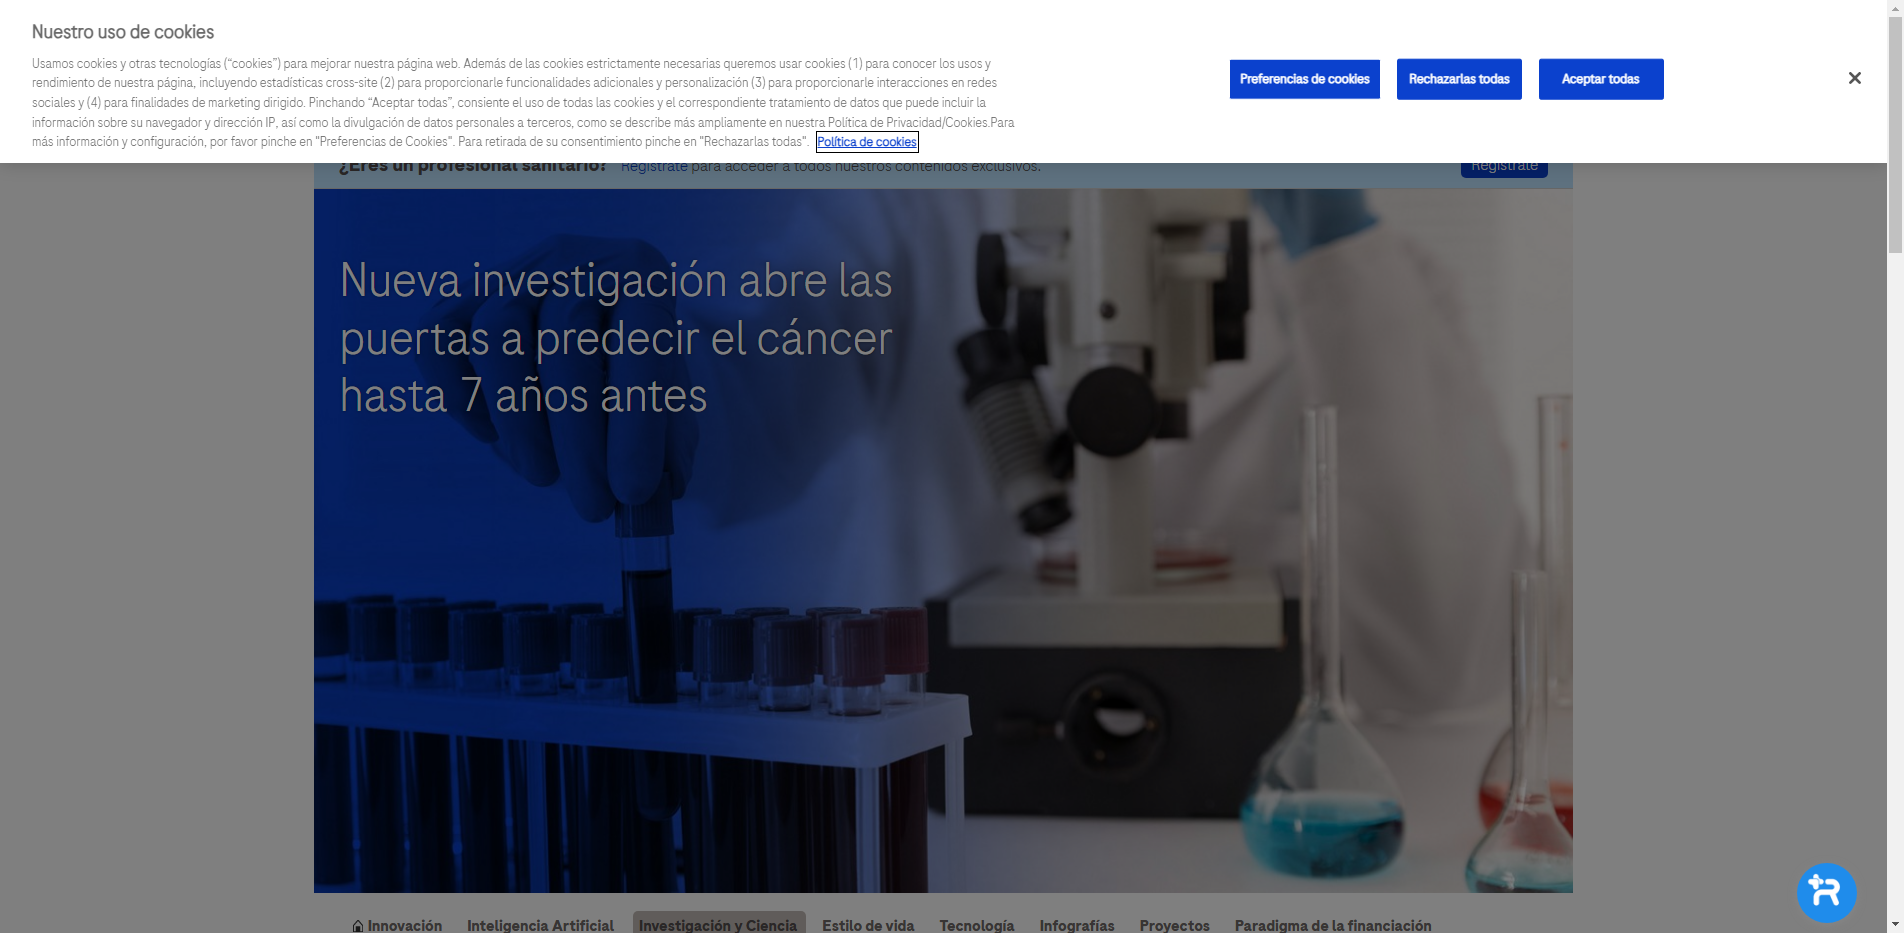 Nuestro uso de cookies
Usamos cookies y otras tecnologías (“cookies”) para mejorar nuestra página web. Además de las cookies estrictamente necesarias queremos usar cookies (1) para conocer los usos y
rendimiento de nuestra página, incluyendo estadísticas cross-site (2) para proporcionarle funcionalidades adicionales y personalización (3) para proporcionarle interacciones en redes
sociales y (4) para finalidades de marketing dirigido. Pinchando “Aceptar todas”, consiente el uso de todas las cookies y el correspondiente tratamiento de datos que puede incluir la
información sobre su navegador y dirección IP, así como la divulgación de datos personales a terceros, como se describe más ampliamente en nuestra Política de Privacidad/Cookies.Para
más información y configuración, por favor pinche en "Preferencias de Cookies". Para retirada de su consentimiento pinche en "Rechazarlas todas". Política de cookies
Preferencias de cookies
Rechazarlas todas
Aceptar todas
¿Eres un profesional sanitario? Regístrate para acceder a todos nuestros contenidos exclusivos.
Regístrate
Nueva investigación abre las
puertas a predecir el cáncer
hasta 7 años antes
Innovación Inteligencia Artificial Investigación y Ciencia Estilo de vida Tecnología Infografías Proyectos Paradigma de la financiación